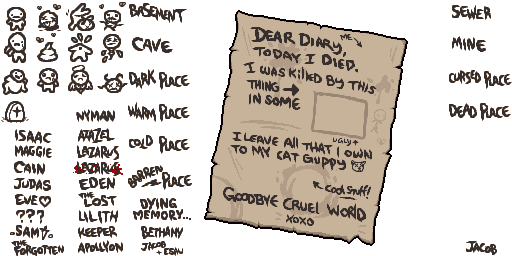 BASEMENT
CAVE
DARK PLACE
WARM PLACE
COLD PLACE
BARREN PLACE
DYING
MEMORY...
NYMAN
ISAAC
MAGGIE
CAIN
JUDAS
EVE♡
???
SAM
THE FORGOTTEN
AZAZEL
LAZARUS
LAZARUS
EDEN
THE LOST
LILITH
KEEPER
APOLLYON
BETHANY
JACOB
+ ESAU
DEAR DIARY,
ME
TODAY I DIED.
I WAS KILLED BY THIS
THING →
IN SOME
UGLY
I LEAVE ALL THAT I OWN
TO MY CAT GUPPY
COOL STUFF!
GOODBYE CRUEL WORLD
XOXO
SEWER
MINE
CURSED PLACE
DEAD PLACE
JACOB